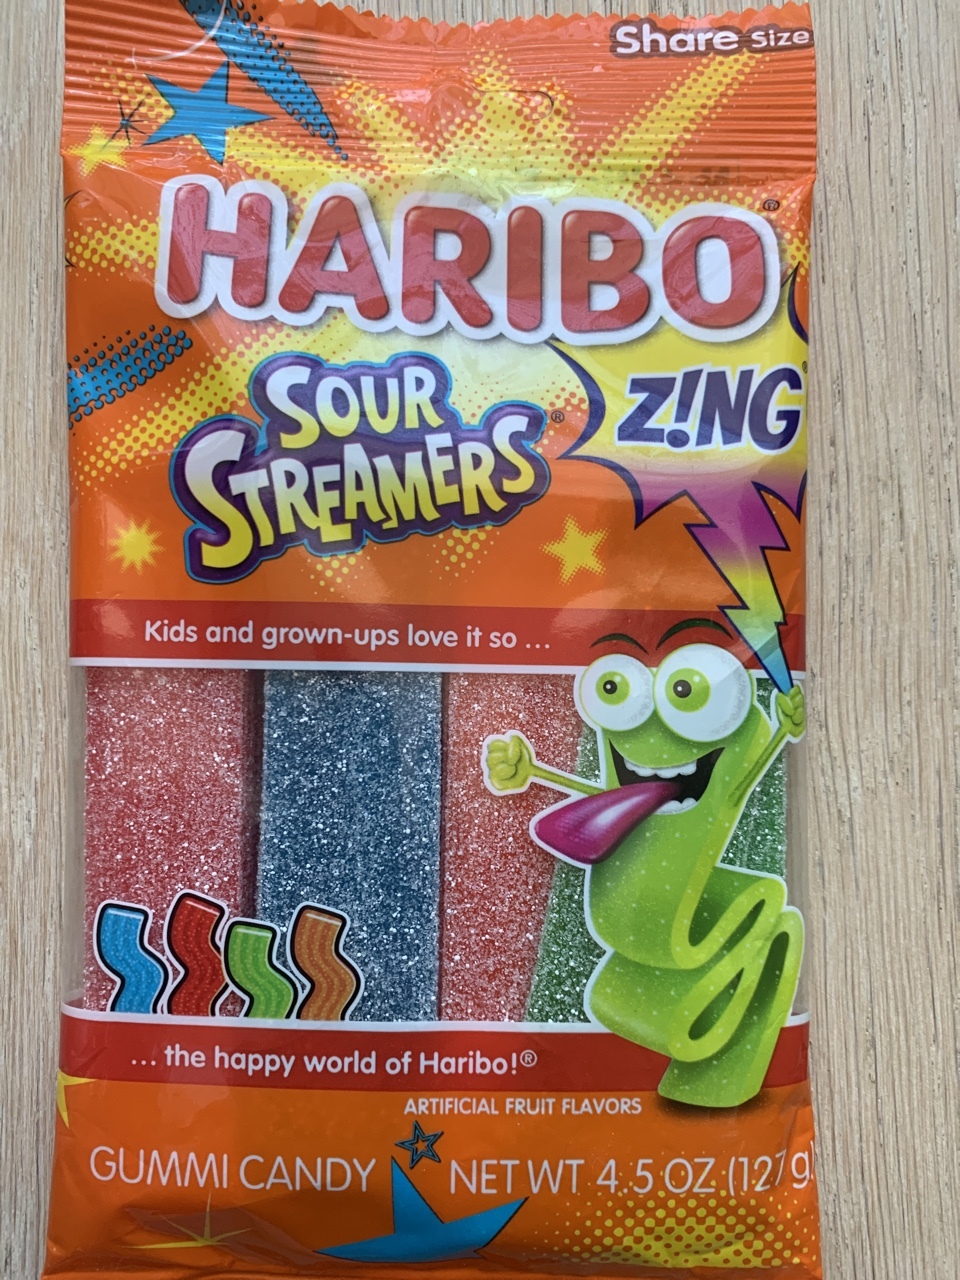 Share Size
HARIBO®
SOUR
STREAMERS®
Z!NG®
Kids and grown-ups love it so ...
... the happy world of Haribo!®
ARTIFICIAL FRUIT FLAVORS
GUMMI CANDY NET WT 4.5 OZ (127 g)